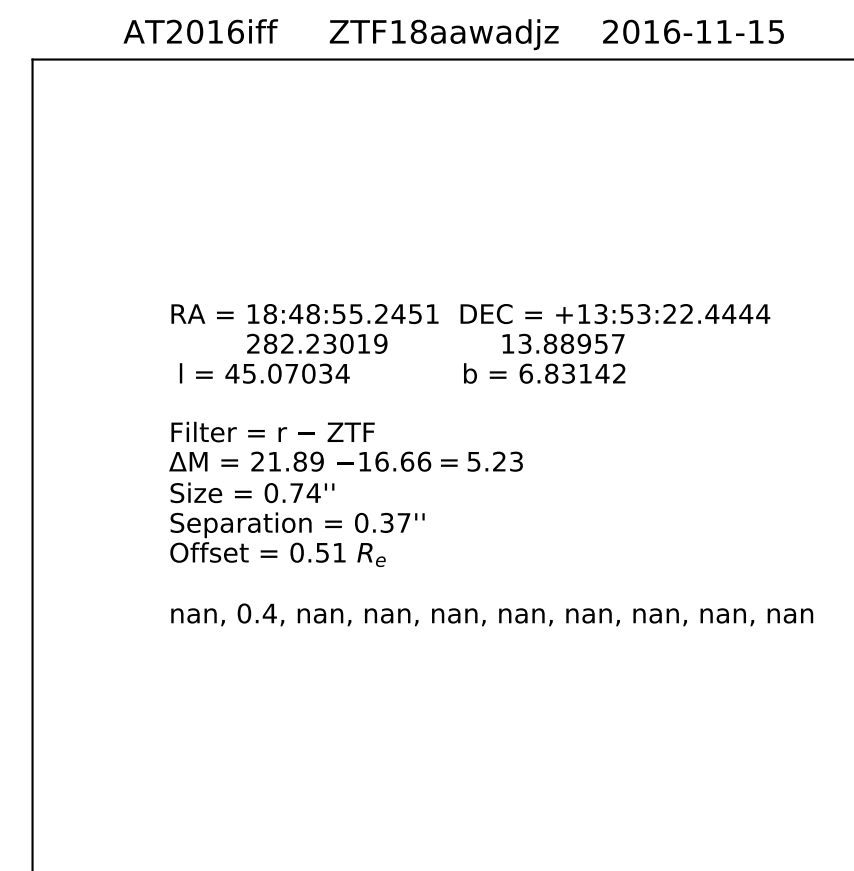 AT2016iff ZTF18aawadjz 2016-11-15
RA = 18:48:55.2451 DEC = +13:53:22.4444
282.23019 13.88957
l = 45.07034 b = 6.83142
Filter = r − ZTF
ΔM = 21.89 −16.66 = 5.23
Size = 0.74''
Separation = 0.37''
Offset = 0.51 Rₑ
nan, 0.4, nan, nan, nan, nan, nan, nan, nan, nan